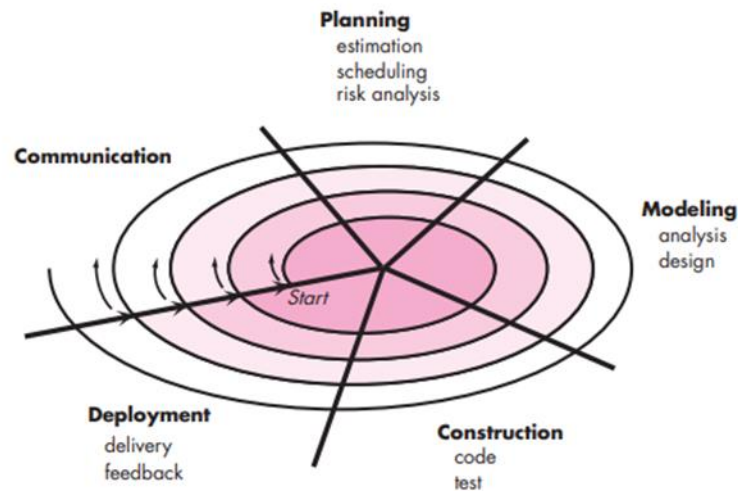 Planning
estimation
scheduling
risk analysis
Communication
Modeling
analysis
design
Start
Deployment
delivery
feedback
Construction
code
test